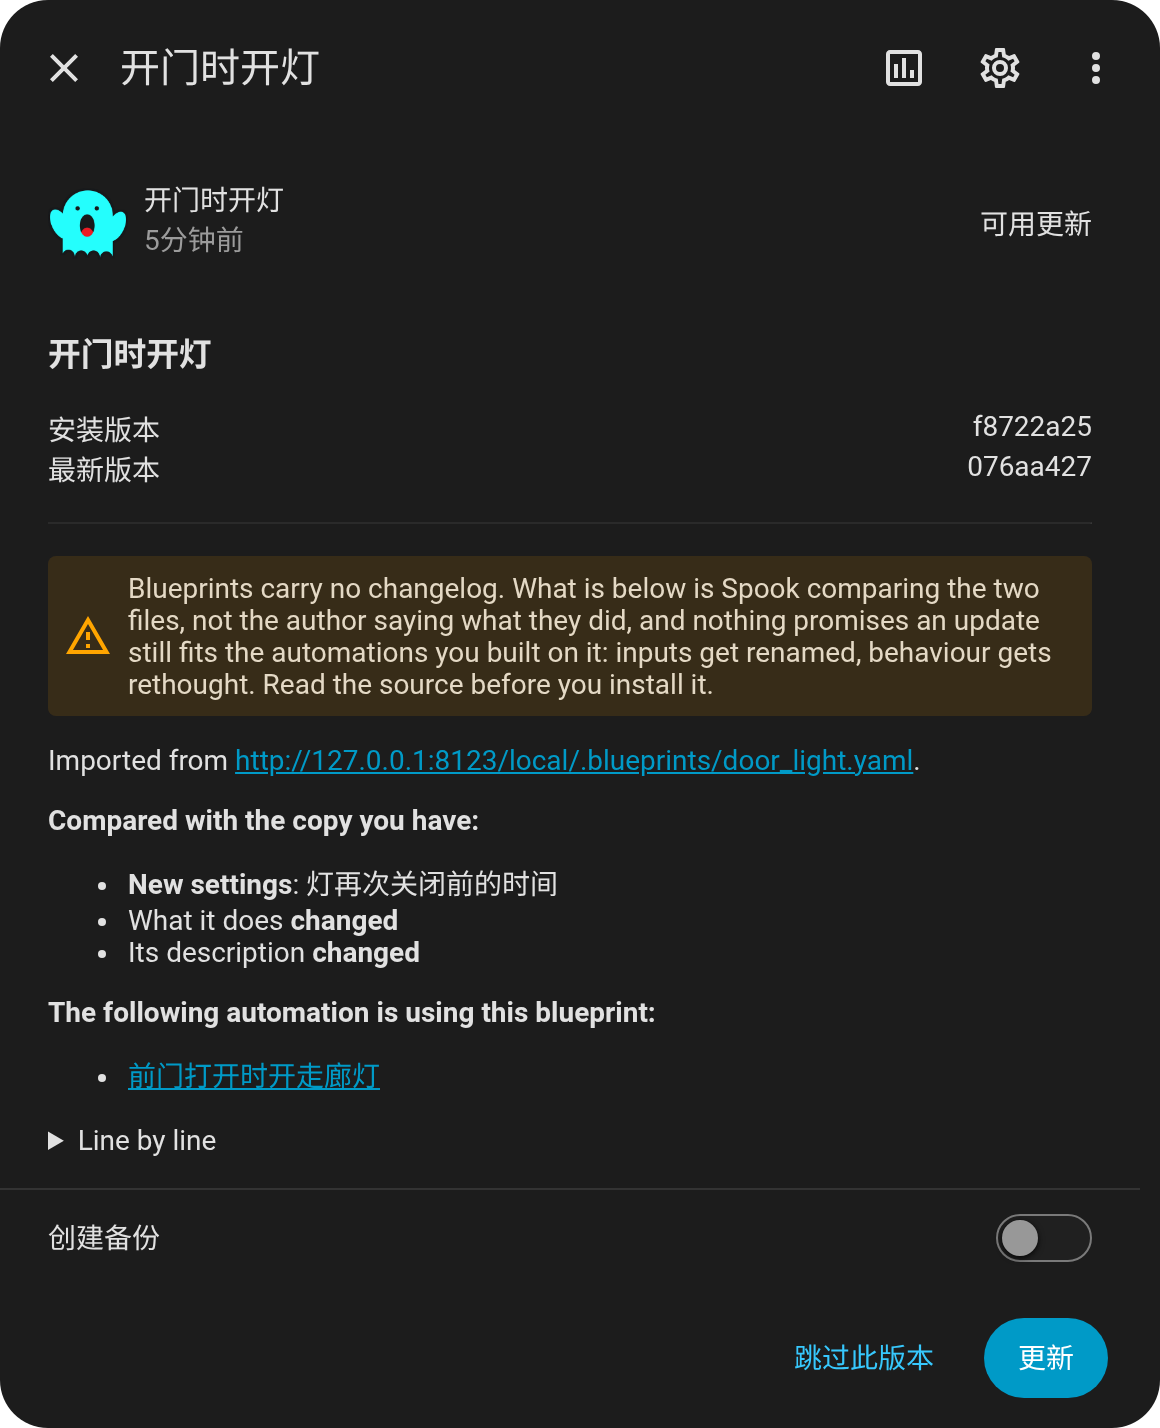 开门时开灯
开门时开灯
5分钟前
可用更新
开门时开灯
安装版本
f8722a25
最新版本
076aa427
Blueprints carry no changelog. What is below is Spook comparing the two
files, not the author saying what they did, and nothing promises an update
still fits the automations you built on it: inputs get renamed, behaviour gets
rethought. Read the source before you install it.
Imported from http://127.0.0.1:8123/local/.blueprints/door_light.yaml.
Compared with the copy you have:
New settings: 灯再次关闭前的时间
What it does changed
Its description changed
The following automation is using this blueprint:
前门打开时开走廊灯
Line by line
创建备份
跳过此版本
更新